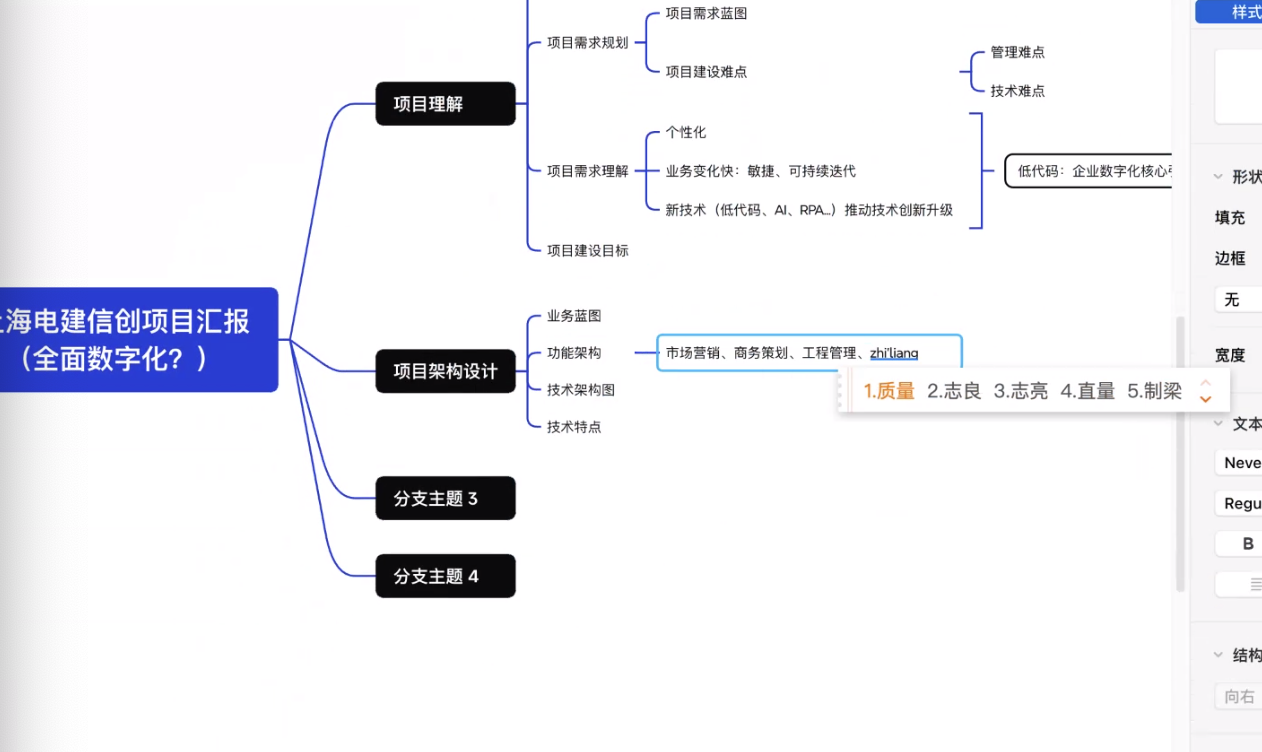 样式
项目需求蓝图
项目需求规划
项目建设难点
管理难点
技术难点
项目理解
个性化
项目需求理解
业务变化快：敏捷、可持续迭代
新技术（低代码、AI、RPA...）推动技术创新升级
低代码：企业数字化核心
项目建设目标
海电建信创项目汇报
（全面数字化？）
业务蓝图
功能架构
市场营销、商务策划、工程管理、zhi'liang
1.质量 2.志良 3.志亮 4.直量 5.制梁
项目架构设计
技术架构图
技术特点
分支主题 3
分支主题 4
形状
填充
边框
无
宽度
文本
Neve
Regu
B
结构
向右